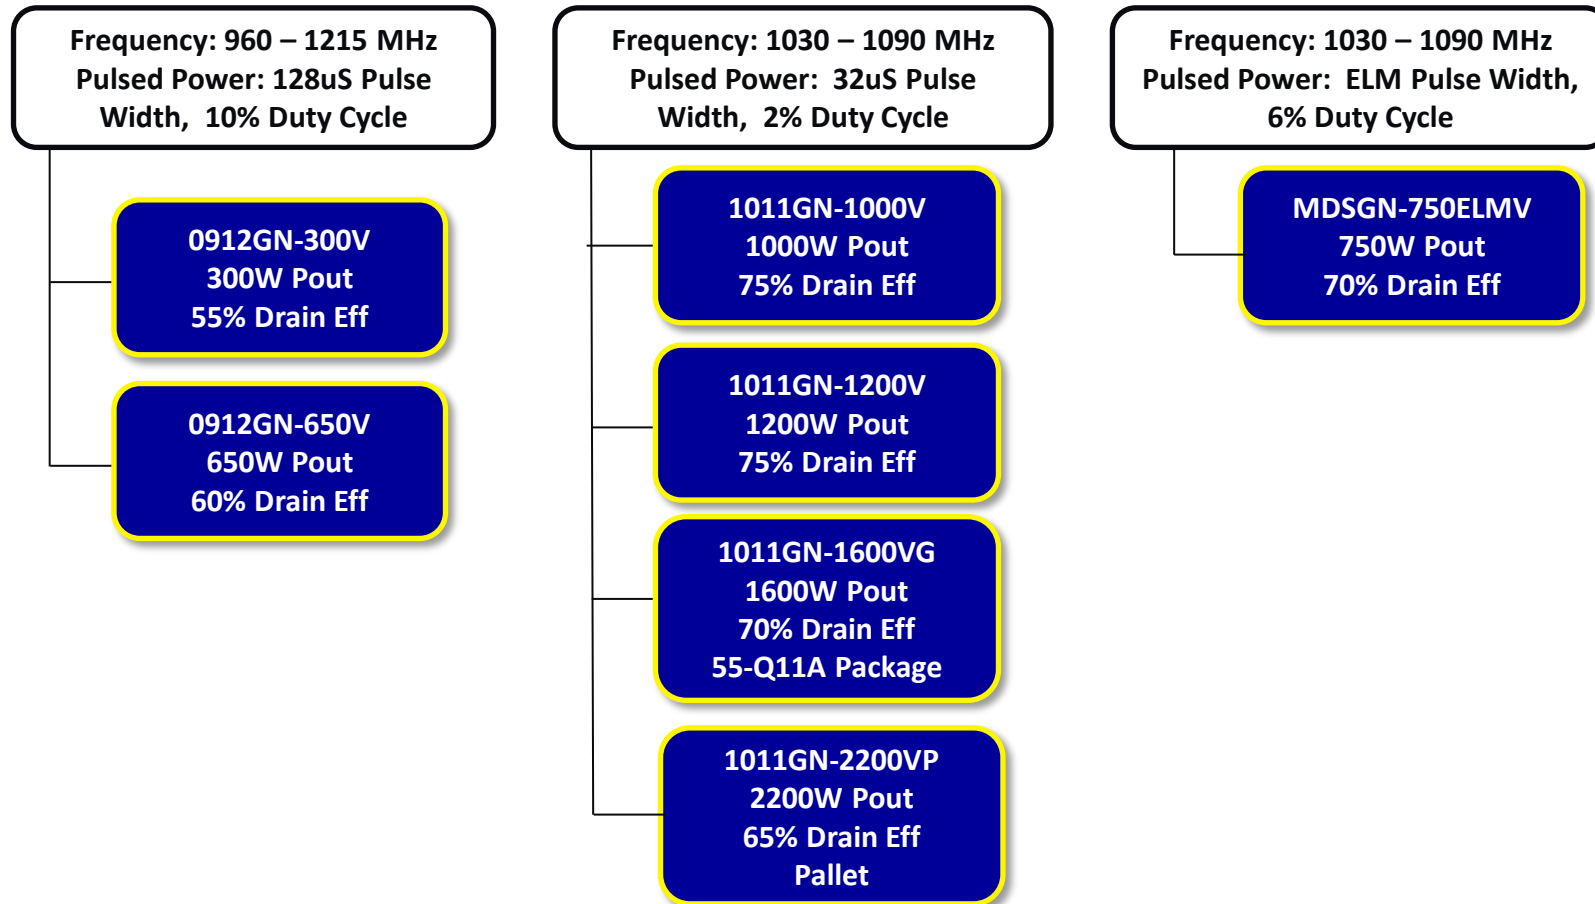 Frequency: 960 – 1215 MHz
Pulsed Power: 128uS Pulse
Width,  10% Duty Cycle
0912GN-300V
300W Pout
55% Drain Eff
0912GN-650V
650W Pout
60% Drain Eff
Frequency: 1030 – 1090 MHz
Pulsed Power:  32uS Pulse
Width,  2% Duty Cycle
1011GN-1000V
1000W Pout
75% Drain Eff
1011GN-1200V
1200W Pout
75% Drain Eff
1011GN-1600VG
1600W Pout
70% Drain Eff
55-Q11A Package
1011GN-2200VP
2200W Pout
65% Drain Eff
Pallet
Frequency: 1030 – 1090 MHz
Pulsed Power:  ELM Pulse Width,
6% Duty Cycle
MDSGN-750ELMV
750W Pout
70% Drain Eff